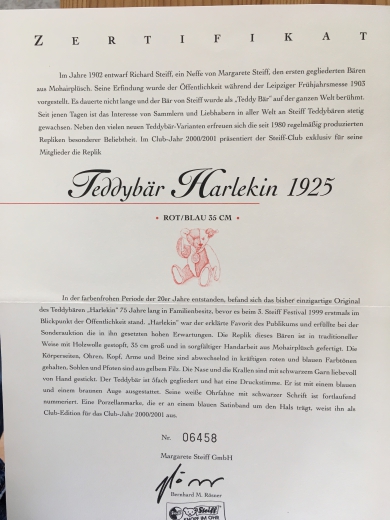 ZERTIFIKAT
Im Jahre 1902 entwarf Richard Steiff, ein Neffe von Margarete Steiff, den ersten gegliederten Bären
aus Mohairplüsch. Seine Erfindung wurde der Öffentlichkeit während der Leipziger Frühjahrsmesse 1903
vorgestellt. Es dauerte nicht lange und der Bär von Steiff wurde als „Teddy Bär" auf der ganzen Welt berühmt.
Seit jenen Tagen ist das Interesse von Sammlern und Liebhabern in aller Welt an Steiff Teddybären stetig
gewachsen. Neben den vielen neuen Teddybär-Varianten erfreuen sich die seit 1980 regelmäßig produzierten
Repliken besonderer Beliebtheit. Im Club-Jahr 2000/2001 präsentiert der Steiff-Club exklusiv für seine
Mitglieder die Replik
Teddybär Harlekin 1925
• ROT/BLAU 35 CM •
In der farbenfrohen Periode der 20er Jahre entstanden, befand sich das bisher einzigartige Original
des Teddybären „Harlekin" 75 Jahre lang in Familienbesitz, bevor es beim 3. Steiff Festival 1999 erstmals im
Blickpunkt der Öffentlichkeit stand. „Harlekin" war der erklärte Favorit des Publikums und erfüllte bei der
Sonderauktion die in ihn gesetzten hohen Erwartungen. Die Replik dieses Bären ist in traditioneller
Weise mit Holzwolle gestopft, 35 cm groß und in sorgfältiger Handarbeit aus Mohairplüsch gefertigt. Die
Körperseiten, Ohren, Kopf, Arme und Beine sind abwechselnd in kräftigen roten und blauen Farbtönen
gehalten. Sohlen und Pfoten sind aus gelbem Filz. Die Nase und die Krallen sind mit schwarzem Garn liebevoll
von Hand gestickt. Der Teddybär ist 5fach gegliedert und hat eine Druckstimme. Er ist mit einem blauen
und einem braunen Auge ausgestattet. Seine weiße Ohrfahne mit schwarzer Schrift ist fortlaufend
nummeriert. Eine Porzellanmarke, die er an einem blauen Satinband um den Hals trägt, weist ihn als
Club-Edition für das Club-Jahr 2000/2001 aus.
Nr. 06458
Margarete Steiff GmbH
Bernhard M. Rösner
Steiff
KNOPF IM OHR